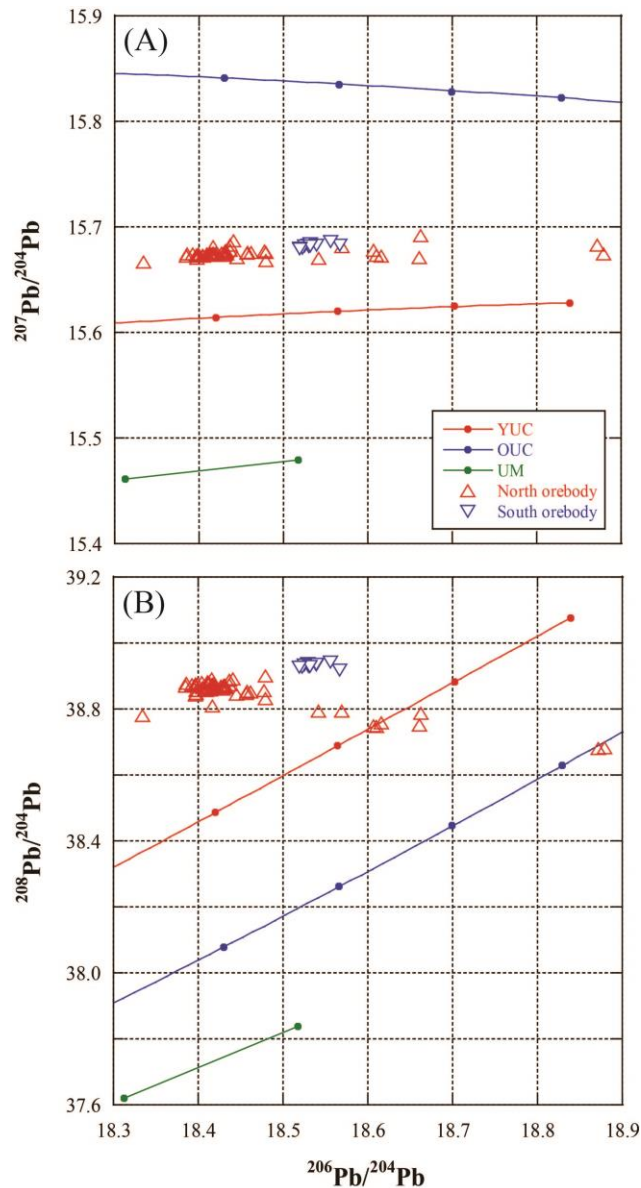 (A)
15.9
15.8
15.7
15.6
15.5
15.4
²⁰⁷Pb/²⁰⁴Pb
YUC
OUC
UM
North orebody
South orebody
(B)
39.2
38.8
38.4
38.0
37.6
²⁰⁸Pb/²⁰⁴Pb
18.3 18.4 18.5 18.6 18.7 18.8 18.9
²⁰⁶Pb/²⁰⁴Pb